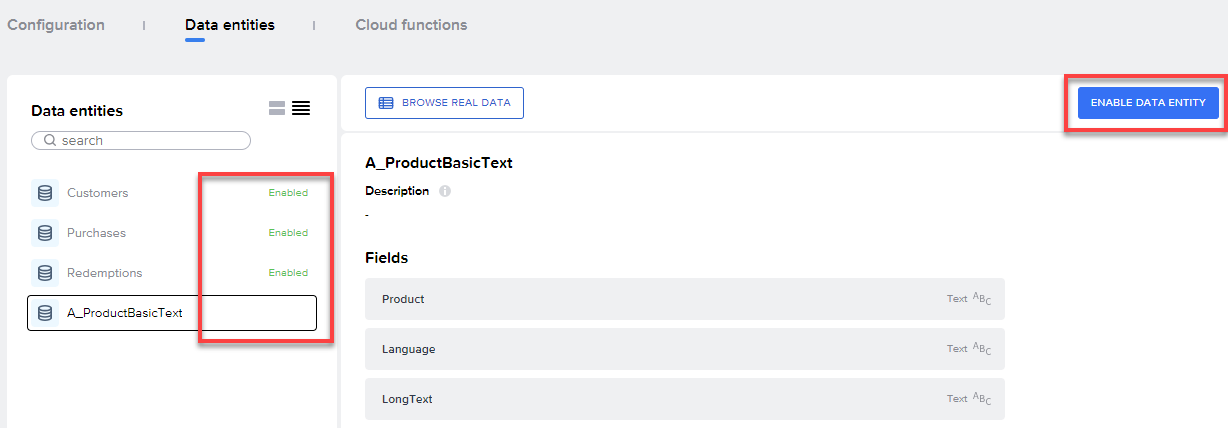 Configuration
Data entities
Cloud functions
Data entities
search
Customers Enabled
Purchases Enabled
Redemptions Enabled
A_ProductBasicText
BROWSE REAL DATA
ENABLE DATA ENTITY
A_ProductBasicText
Description
-
Fields
Product Text ABC
Language Text ABC
LongText Text ABC